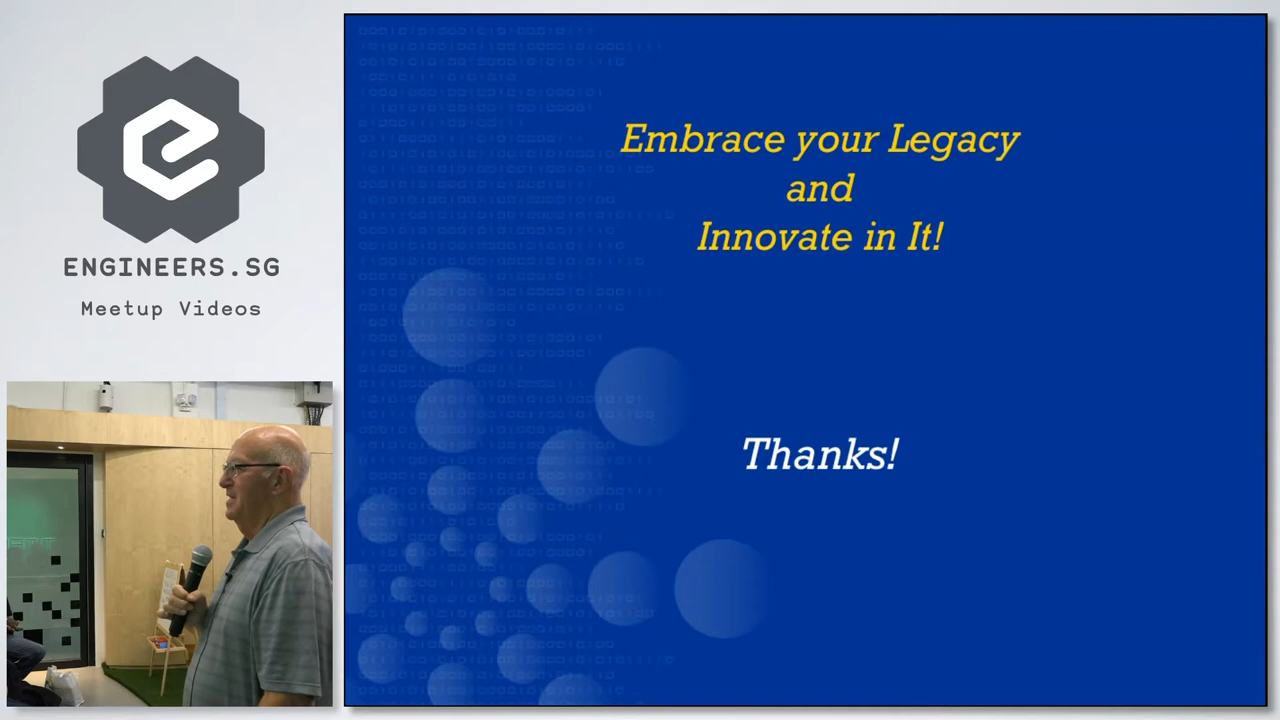 ENGINEERS.SG
Meetup Videos
Embrace your Legacy
and
Innovate in It!
Thanks!